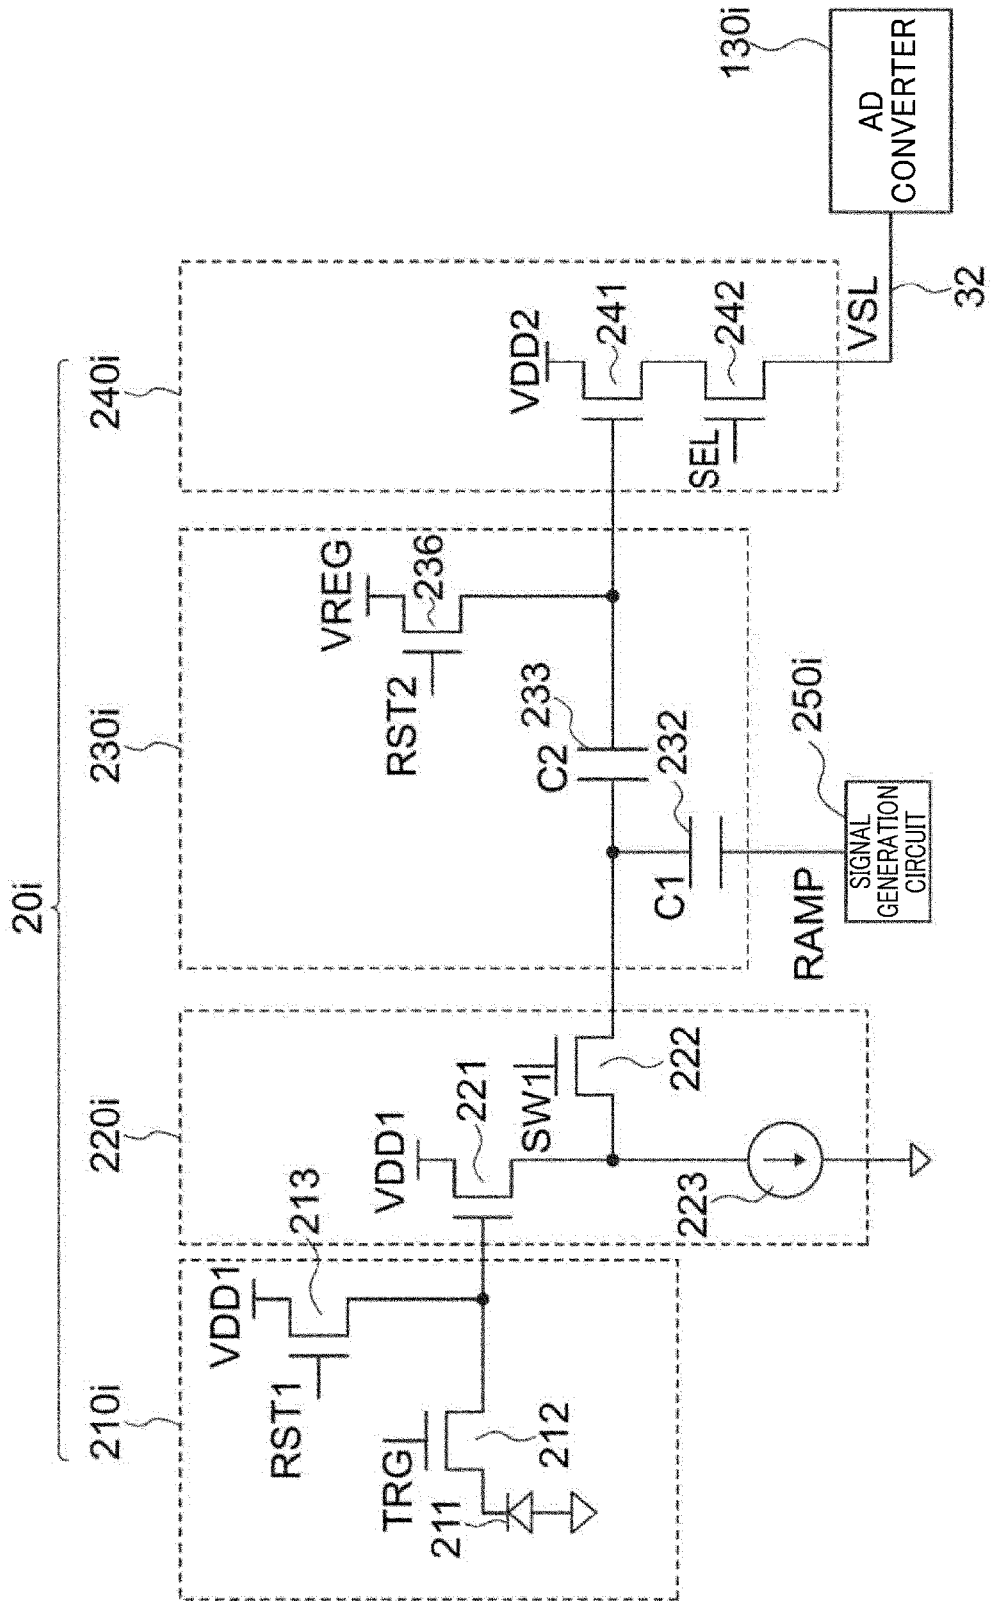 20i
210i
220i
230i
240i
VDD1
213
RST1
TRG
211
212
VDD1
221
SW1
222
223
VREG
236
RST2
C2
233
C1
232
RAMP
250i
SIGNAL
GENERATION
CIRCUIT
VDD2
241
SEL
242
VSL
32
130i
AD
CONVERTER